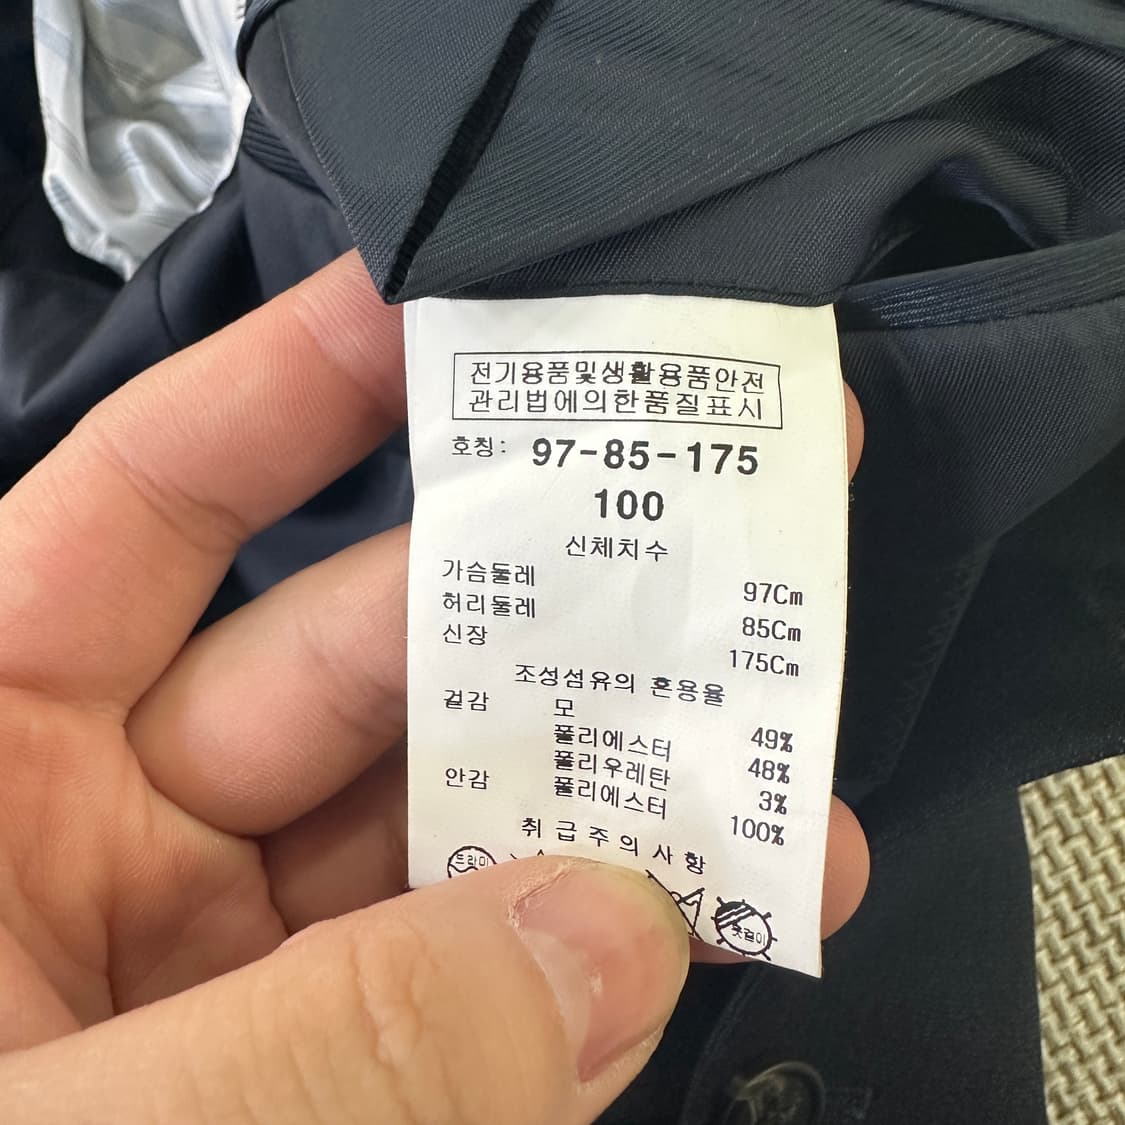 전기용품및생활용품안전
관리법에의한품질표시
호칭: 97-85-175
100
신체치수
가슴둘레 97Cm
허리둘레 85Cm
신장 175Cm
조성섬유의 혼용율
겉감 모 49%
폴리에스터 48%
폴리우레탄 3%
안감 폴리에스터 100%
취급주의사항
드라이
옷걸이